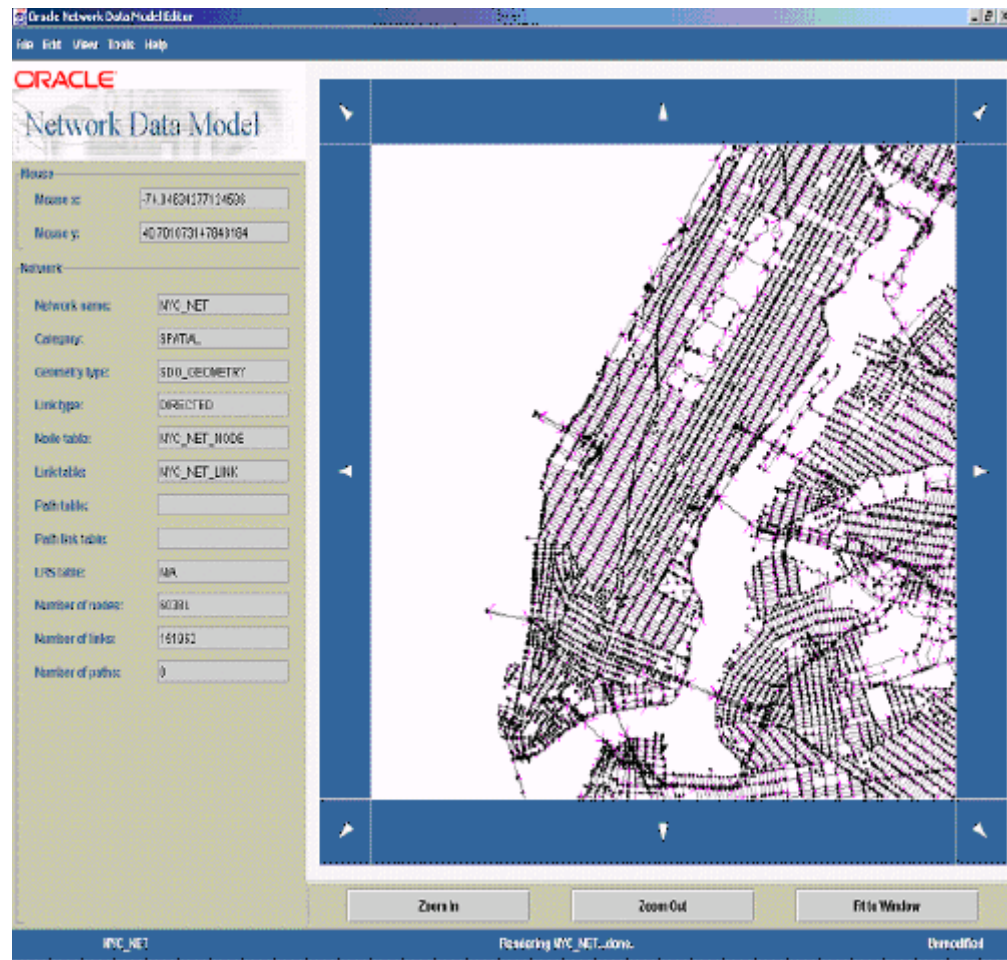 Oracle Network Data Model Editor
File Edit View Tools Help
ORACLE
Network Data Model
Mouse
Mouse x:
Mouse y:
Network
Network name: NYC_NET
Category: SPATIAL
Geometry type: SDO_GEOMETRY
Link type: DIRECTED
Node table: NYC_NET_NODE
Link table: NYC_NET_LINK
Path table:
Path link table:
LRS table: N/A
Number of nodes:
Number of links:
Number of paths: 0
Zoom In Zoom Out Fit to Window
NYC_NET Rendering NYC_NET...done. Unmodified